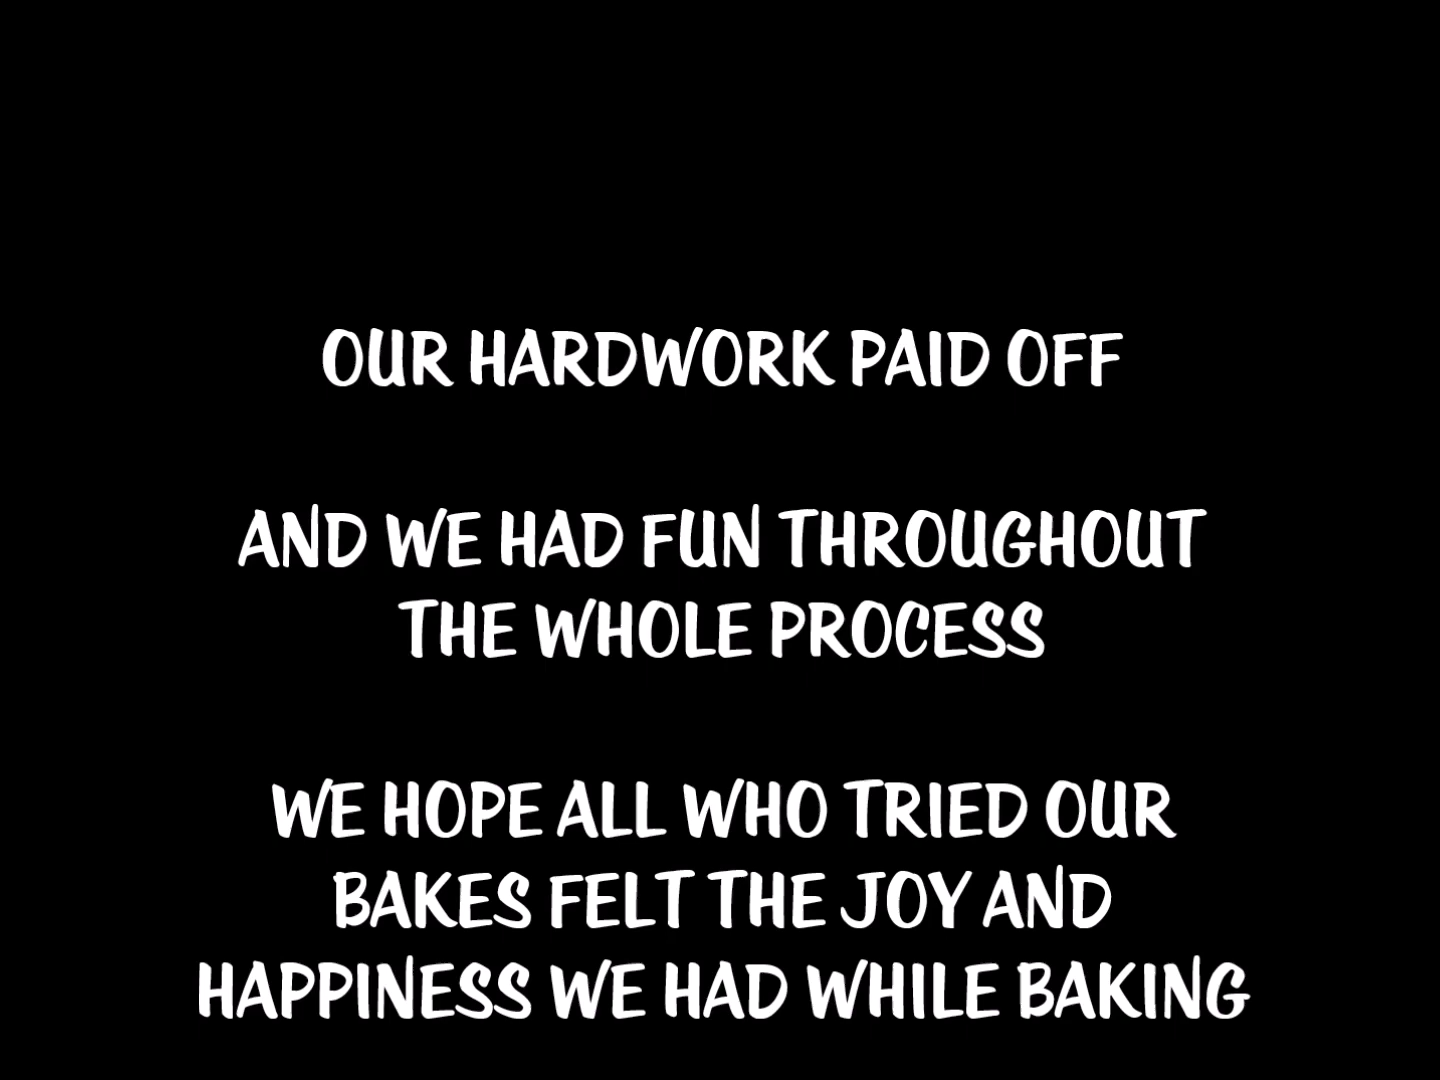 OUR HARDWORK PAID OFF
AND WE HAD FUN THROUGHOUT
THE WHOLE PROCESS
WE HOPE ALL WHO TRIED OUR
BAKES FELT THE JOY AND
HAPPINESS WE HAD WHILE BAKING